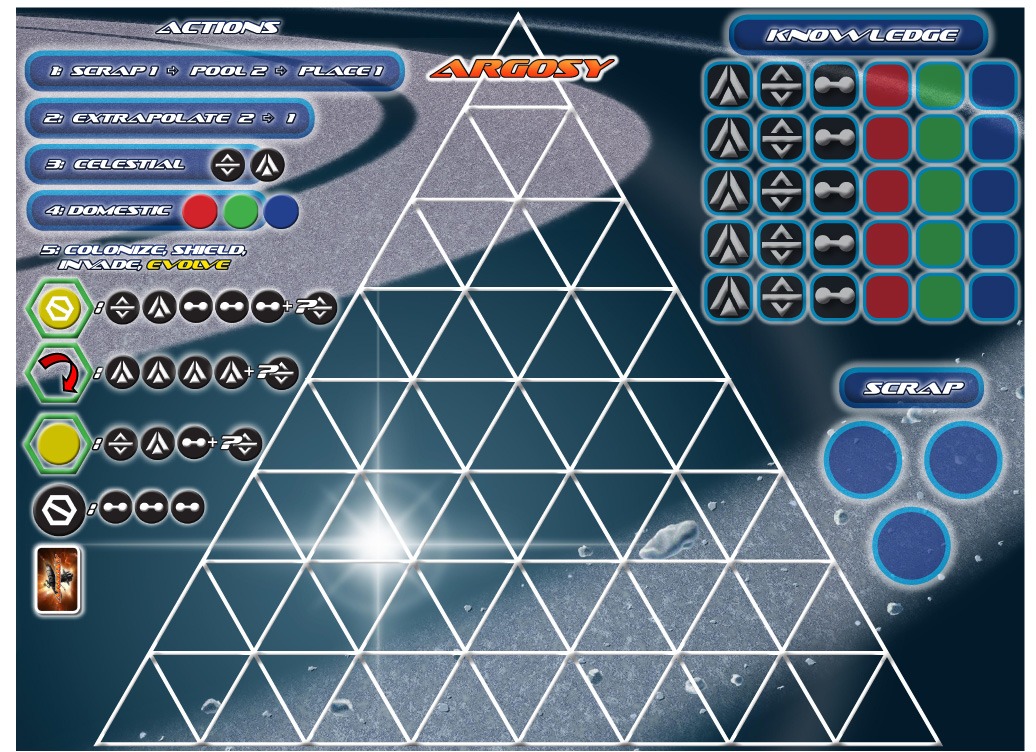 ACTIONS
1: SCRAP 1 ⇨ POOL 2 ⇨ PLACE 1
2: EXTRAPOLATE 2 ⇨ 1
3: CELESTIAL
4: DOMESTIC
5: COLONIZE, SHIELD,
INVADE, EVOLVE
: + ?
: + ?
: + ?
:
ARGOSY
KNOWLEDGE
SCRAP